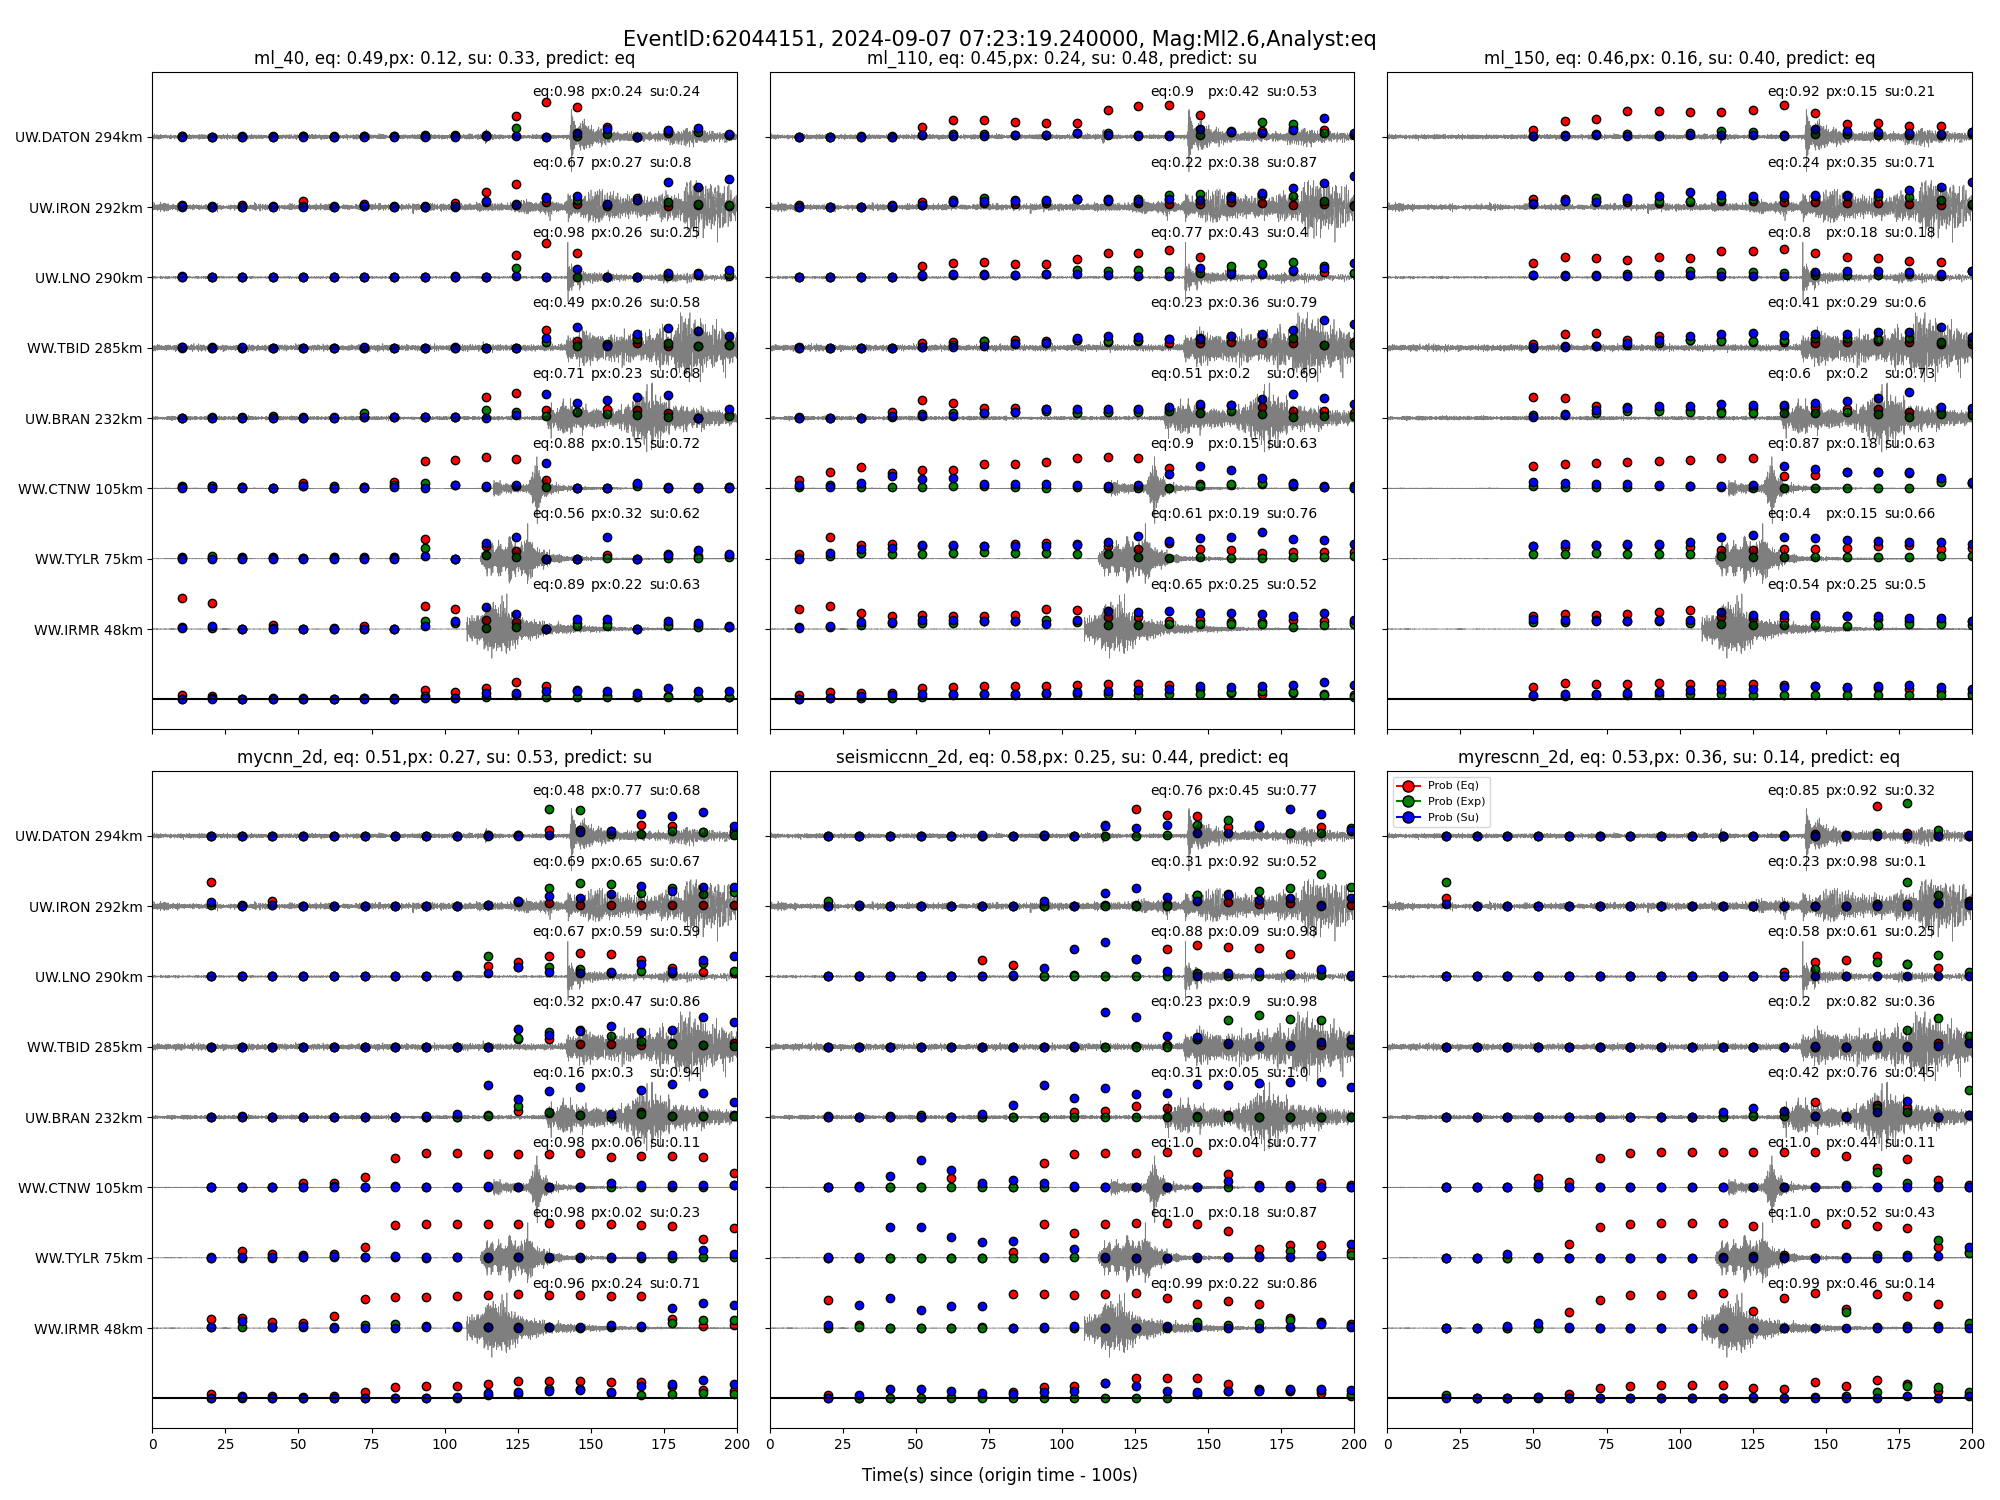 EventID:62044151, 2024-09-07 07:23:19.240000, Mag:Ml2.6,Analyst:eq
ml_40, eq: 0.49,px: 0.12, su: 0.33, predict: eq
UW.DATON 294km
eq:0.98 px:0.24 su:0.24
UW.IRON 292km
eq:0.67 px:0.27 su:0.8
UW.LNO 290km
eq:0.98 px:0.26 su:0.25
WW.TBID 285km
eq:0.49 px:0.26 su:0.58
UW.BRAN 232km
eq:0.71 px:0.23 su:0.68
WW.CTNW 105km
eq:0.88 px:0.15 su:0.72
WW.TYLR 75km
eq:0.56 px:0.32 su:0.62
WW.IRMR 48km
eq:0.89 px:0.22 su:0.63
ml_110, eq: 0.45,px: 0.24, su: 0.48, predict: su
eq:0.9 px:0.42 su:0.53
eq:0.22 px:0.38 su:0.87
eq:0.77 px:0.43 su:0.4
eq:0.23 px:0.36 su:0.79
eq:0.51 px:0.2 su:0.69
eq:0.9 px:0.15 su:0.63
eq:0.61 px:0.19 su:0.76
eq:0.65 px:0.25 su:0.52
ml_150, eq: 0.46,px: 0.16, su: 0.40, predict: eq
eq:0.92 px:0.15 su:0.21
eq:0.24 px:0.35 su:0.71
eq:0.8 px:0.18 su:0.18
eq:0.41 px:0.29 su:0.6
eq:0.6 px:0.2 su:0.73
eq:0.87 px:0.18 su:0.63
eq:0.4 px:0.15 su:0.66
eq:0.54 px:0.25 su:0.5
mycnn_2d, eq: 0.51,px: 0.27, su: 0.53, predict: su
UW.DATON 294km
eq:0.48 px:0.77 su:0.68
UW.IRON 292km
eq:0.69 px:0.65 su:0.67
UW.LNO 290km
eq:0.67 px:0.59 su:0.59
WW.TBID 285km
eq:0.32 px:0.47 su:0.86
UW.BRAN 232km
eq:0.16 px:0.3 su:0.94
WW.CTNW 105km
eq:0.98 px:0.06 su:0.11
WW.TYLR 75km
eq:0.98 px:0.02 su:0.23
WW.IRMR 48km
eq:0.96 px:0.24 su:0.71
0 25 50 75 100 125 150 175 200
seismiccnn_2d, eq: 0.58,px: 0.25, su: 0.44, predict: eq
eq:0.76 px:0.45 su:0.77
eq:0.31 px:0.92 su:0.52
eq:0.88 px:0.09 su:0.98
eq:0.23 px:0.9 su:0.98
eq:0.31 px:0.05 su:1.0
eq:1.0 px:0.04 su:0.77
eq:1.0 px:0.18 su:0.87
eq:0.99 px:0.22 su:0.86
0 25 50 75 100 125 150 175 200
myrescnn_2d, eq: 0.53,px: 0.36, su: 0.14, predict: eq
Prob (Eq)
Prob (Exp)
Prob (Su)
eq:0.85 px:0.92 su:0.32
eq:0.23 px:0.98 su:0.1
eq:0.58 px:0.61 su:0.25
eq:0.2 px:0.82 su:0.36
eq:0.42 px:0.76 su:0.45
eq:1.0 px:0.44 su:0.11
eq:1.0 px:0.52 su:0.43
eq:0.99 px:0.46 su:0.14
0 25 50 75 100 125 150 175 200
Time(s) since (origin time - 100s)